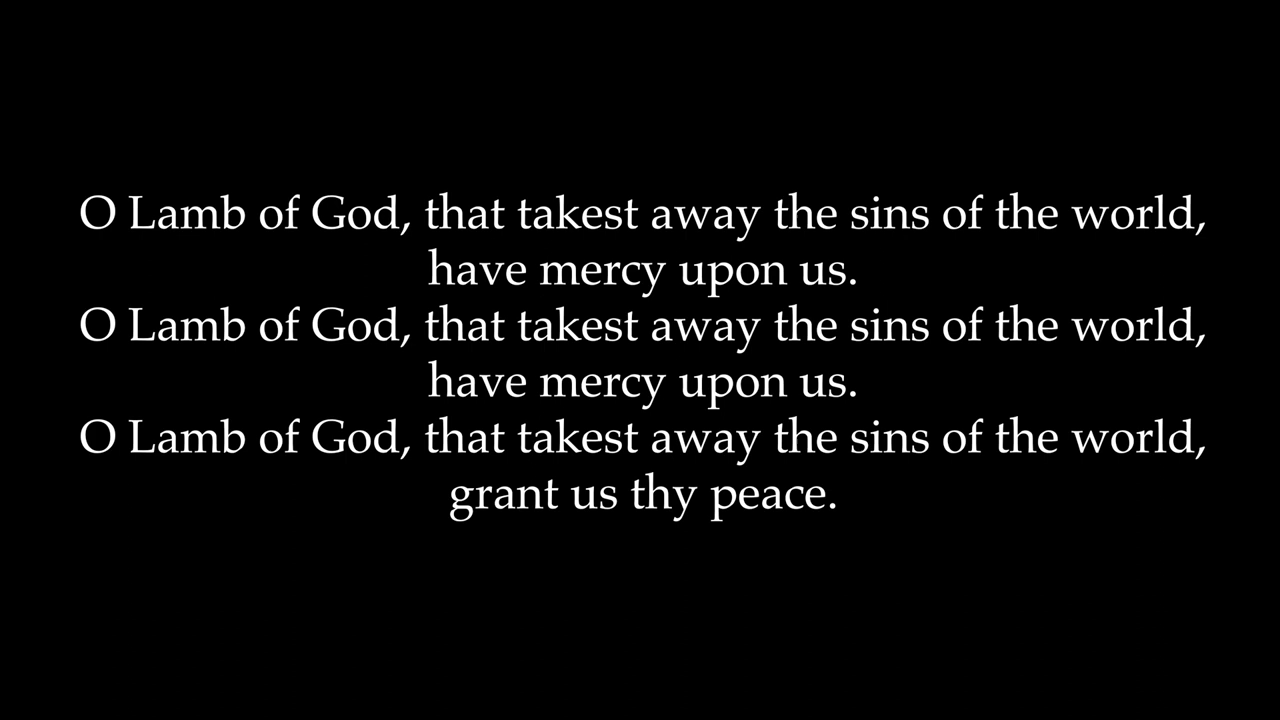 O Lamb of God, that takest away the sins of the world,
have mercy upon us.
O Lamb of God, that takest away the sins of the world,
have mercy upon us.
O Lamb of God, that takest away the sins of the world,
grant us thy peace.